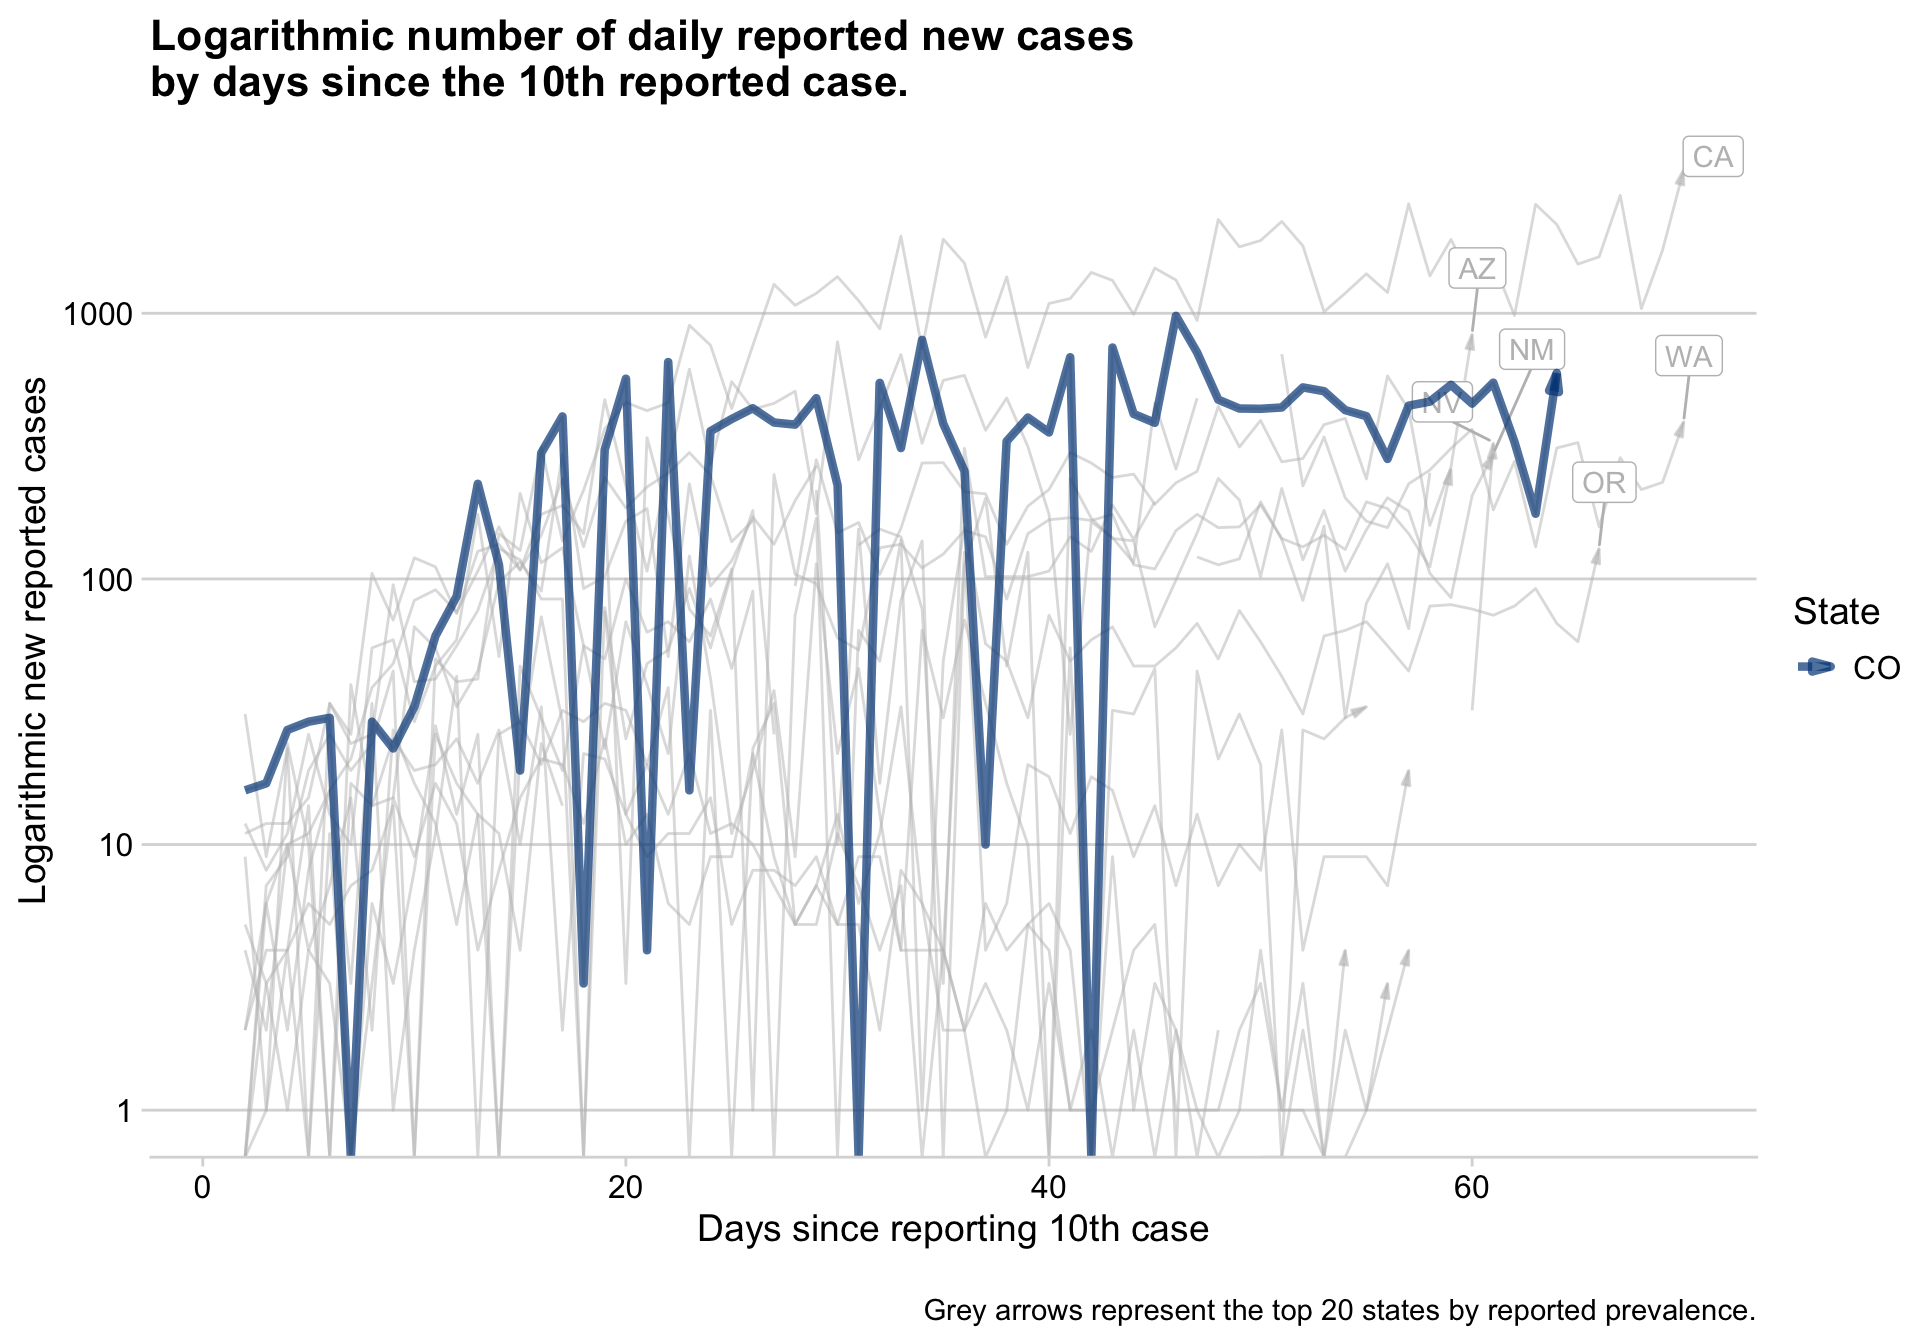 Logarithmic number of daily reported new cases
by days since the 10th reported case.
CA
AZ
1000
NM
WA
NV
OR
Logarithmic new reported cases
100
State
CO
10
1
0
20
40
60
Days since reporting 10th case
Grey arrows represent the top 20 states by reported prevalence.